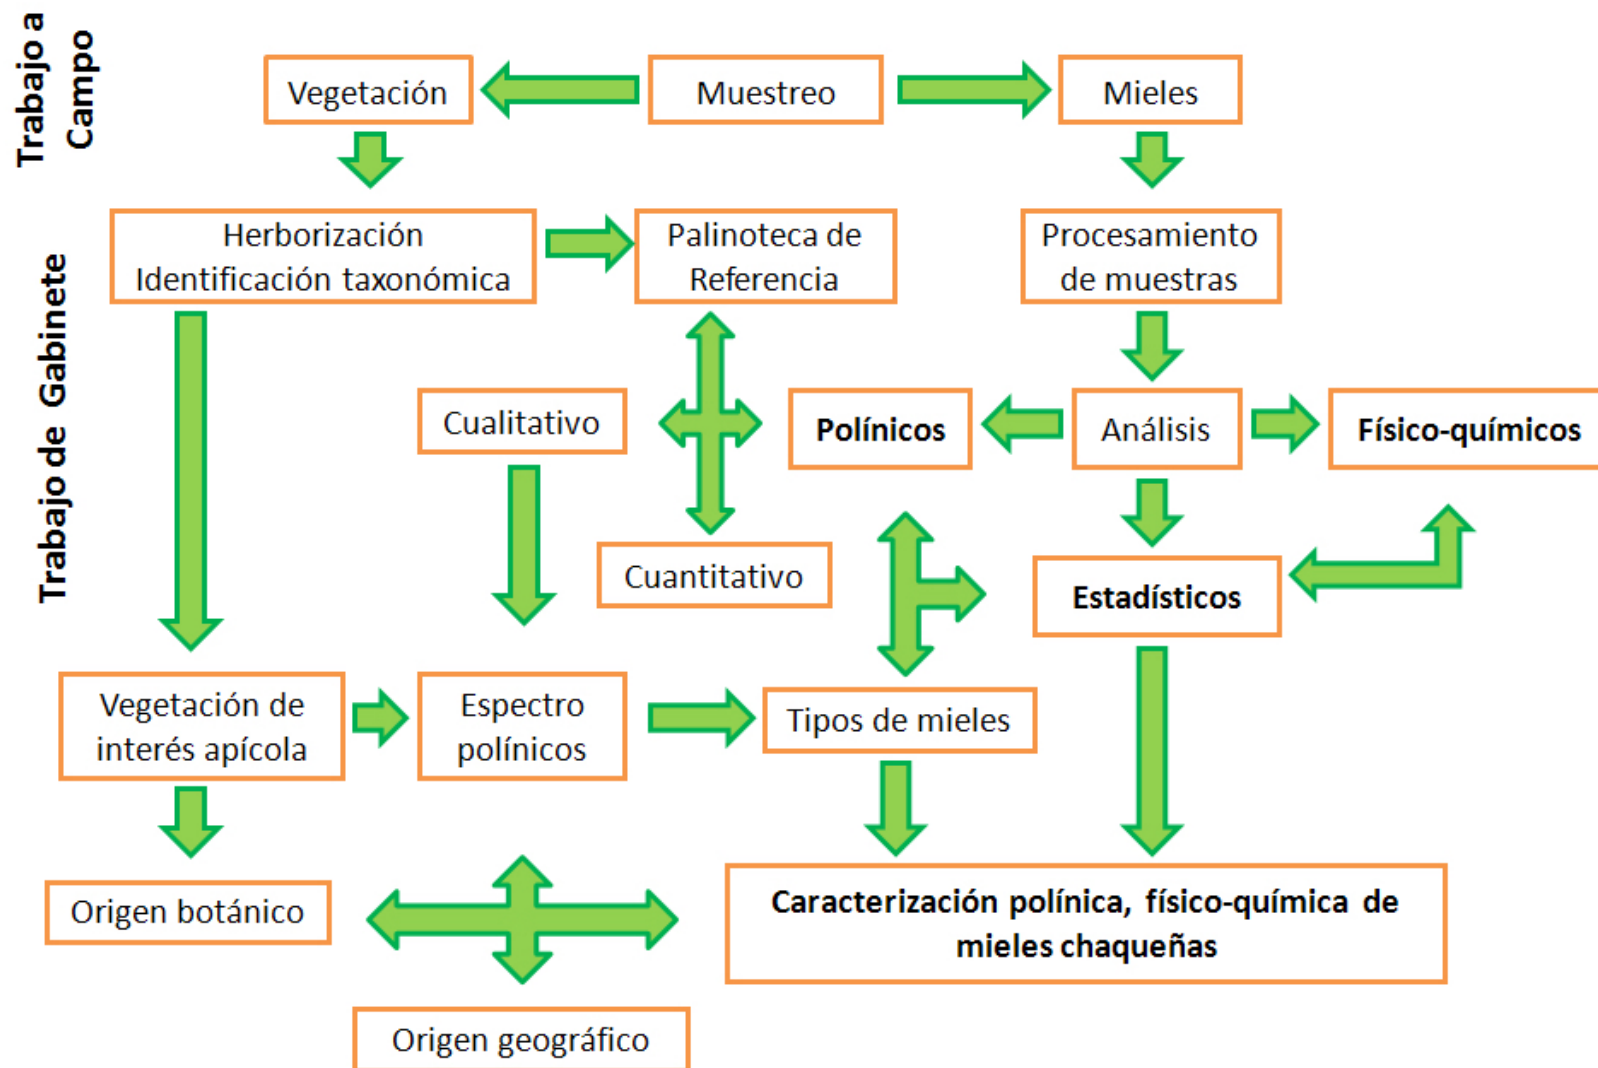 Trabajo a
Campo
Vegetación
Muestreo
Mieles
Trabajo de Gabinete
Herborización
Identificación taxonómica
Palinoteca de
Referencia
Procesamiento
de muestras
Cualitativo
Polínicos
Análisis
Físico-químicos
Cuantitativo
Estadísticos
Vegetación de
interés apícola
Espectro
polínicos
Tipos de mieles
Origen botánico
Caracterización polínica, físico-química de
mieles chaqueñas
Origen geográfico